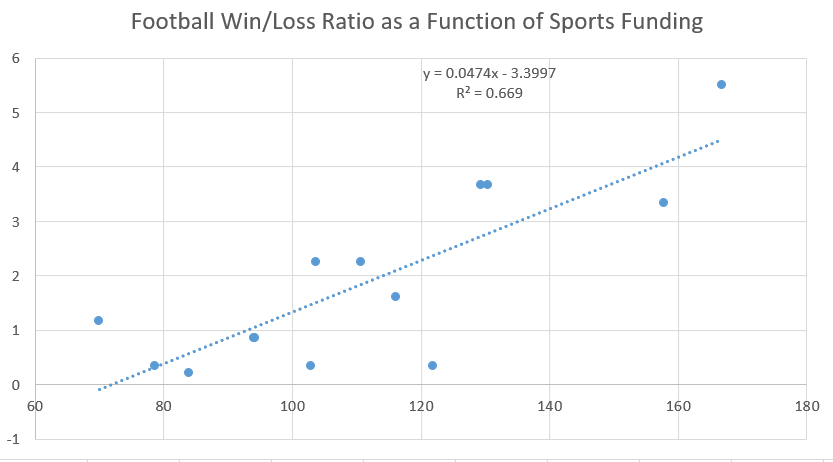 Football Win/Loss Ratio as a Function of Sports Funding
y = 0.0474x - 3.3997
R² = 0.669
6
5
4
3
2
1
0
-1
60 80 100 120 140 160 180